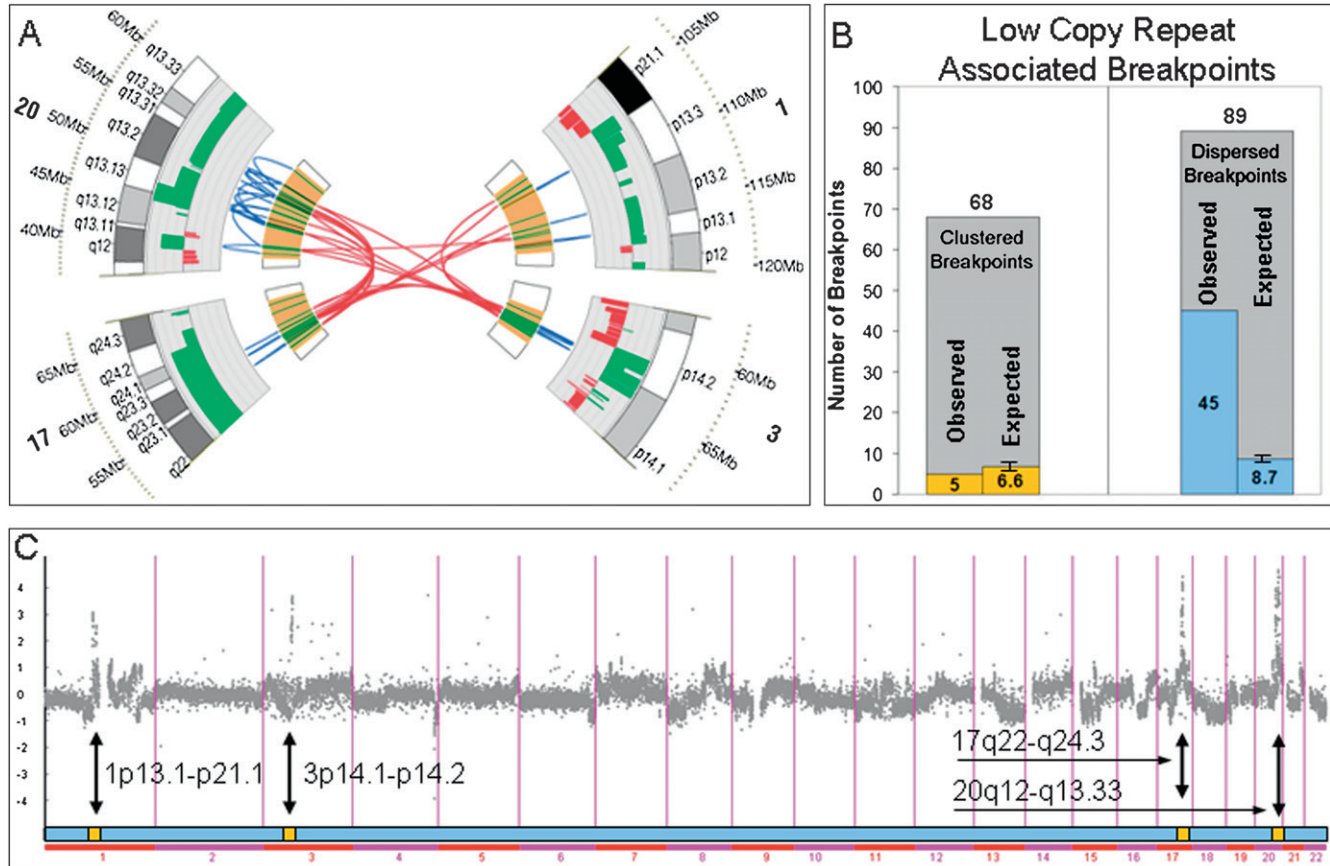 A
60Mb
55Mb
50Mb
45Mb
40Mb
20
q13.33
q13.32
q13.31
q13.2
q13.13
q13.12
q13.11
q12
105Mb
110Mb
115Mb
120Mb
1
p21.1
p13.3
p13.2
p13.1
p12
65Mb
60Mb
55Mb
17
q24.3
q24.2
q24.1
q23.3
q23.2
q23.1
q22
60Mb
65Mb
3
p14.2
p14.1
B
Low Copy Repeat
Associated Breakpoints
Number of Breakpoints
100
90
80
70
60
50
40
30
20
10
0
68
Clustered
Breakpoints
Observed
Expected
5
6.6
89
Dispersed
Breakpoints
Observed
Expected
45
8.7
C
4
3
2
1
0
-1
-2
-3
-4
1p13.1-p21.1
3p14.1-p14.2
17q22-q24.3
20q12-q13.33
1 2 3 4 5 6 7 8 9 10 11 12 13 14 15 16 17 18 19 20 21 22